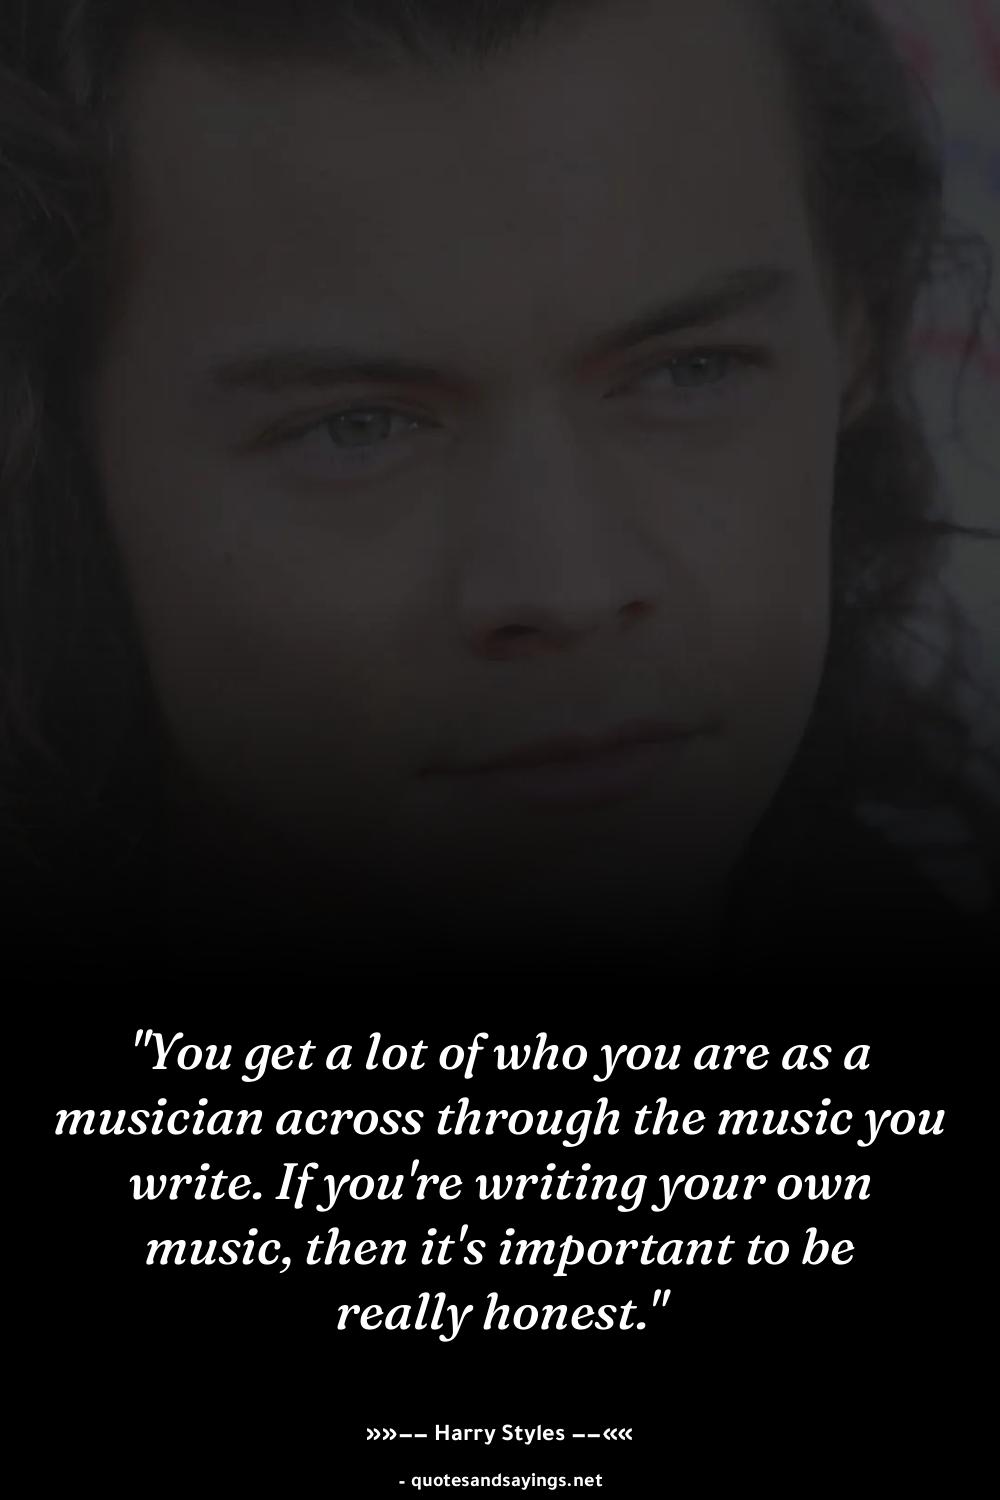 "You get a lot of who you are as a
musician across through the music you
write. If you're writing your own
music, then it's important to be
really honest."
»»–– Harry Styles ––««
- quotesandsayings.net